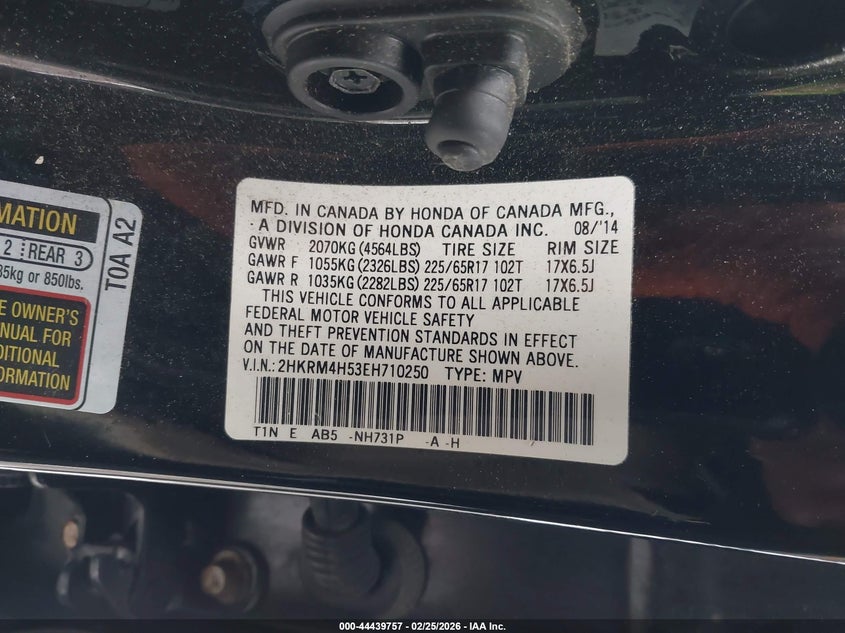 MATION
2 REAR 3
35kg or 850lbs.
E OWNER'S
NUAL FOR
DITIONAL
FORMATION
T0A A2
MFD. IN CANADA BY HONDA OF CANADA MFG.,
A DIVISION OF HONDA CANADA INC. 08/'14
GVWR 2070KG (4564LBS) TIRE SIZE RIM SIZE
GAWR F 1055KG (2326LBS) 225/65R17 102T 17X6.5J
GAWR R 1035KG (2282LBS) 225/65R17 102T 17X6.5J
THIS VEHICLE CONFORMS TO ALL APPLICABLE
FEDERAL MOTOR VEHICLE SAFETY
AND THEFT PREVENTION STANDARDS IN EFFECT
ON THE DATE OF MANUFACTURE SHOWN ABOVE.
V.I.N.: 2HKRM4H53EH710250 TYPE: MPV
T1N E AB5 -NH731P -A -H
000-44439757 - 02/25/2026 - IAA Inc.